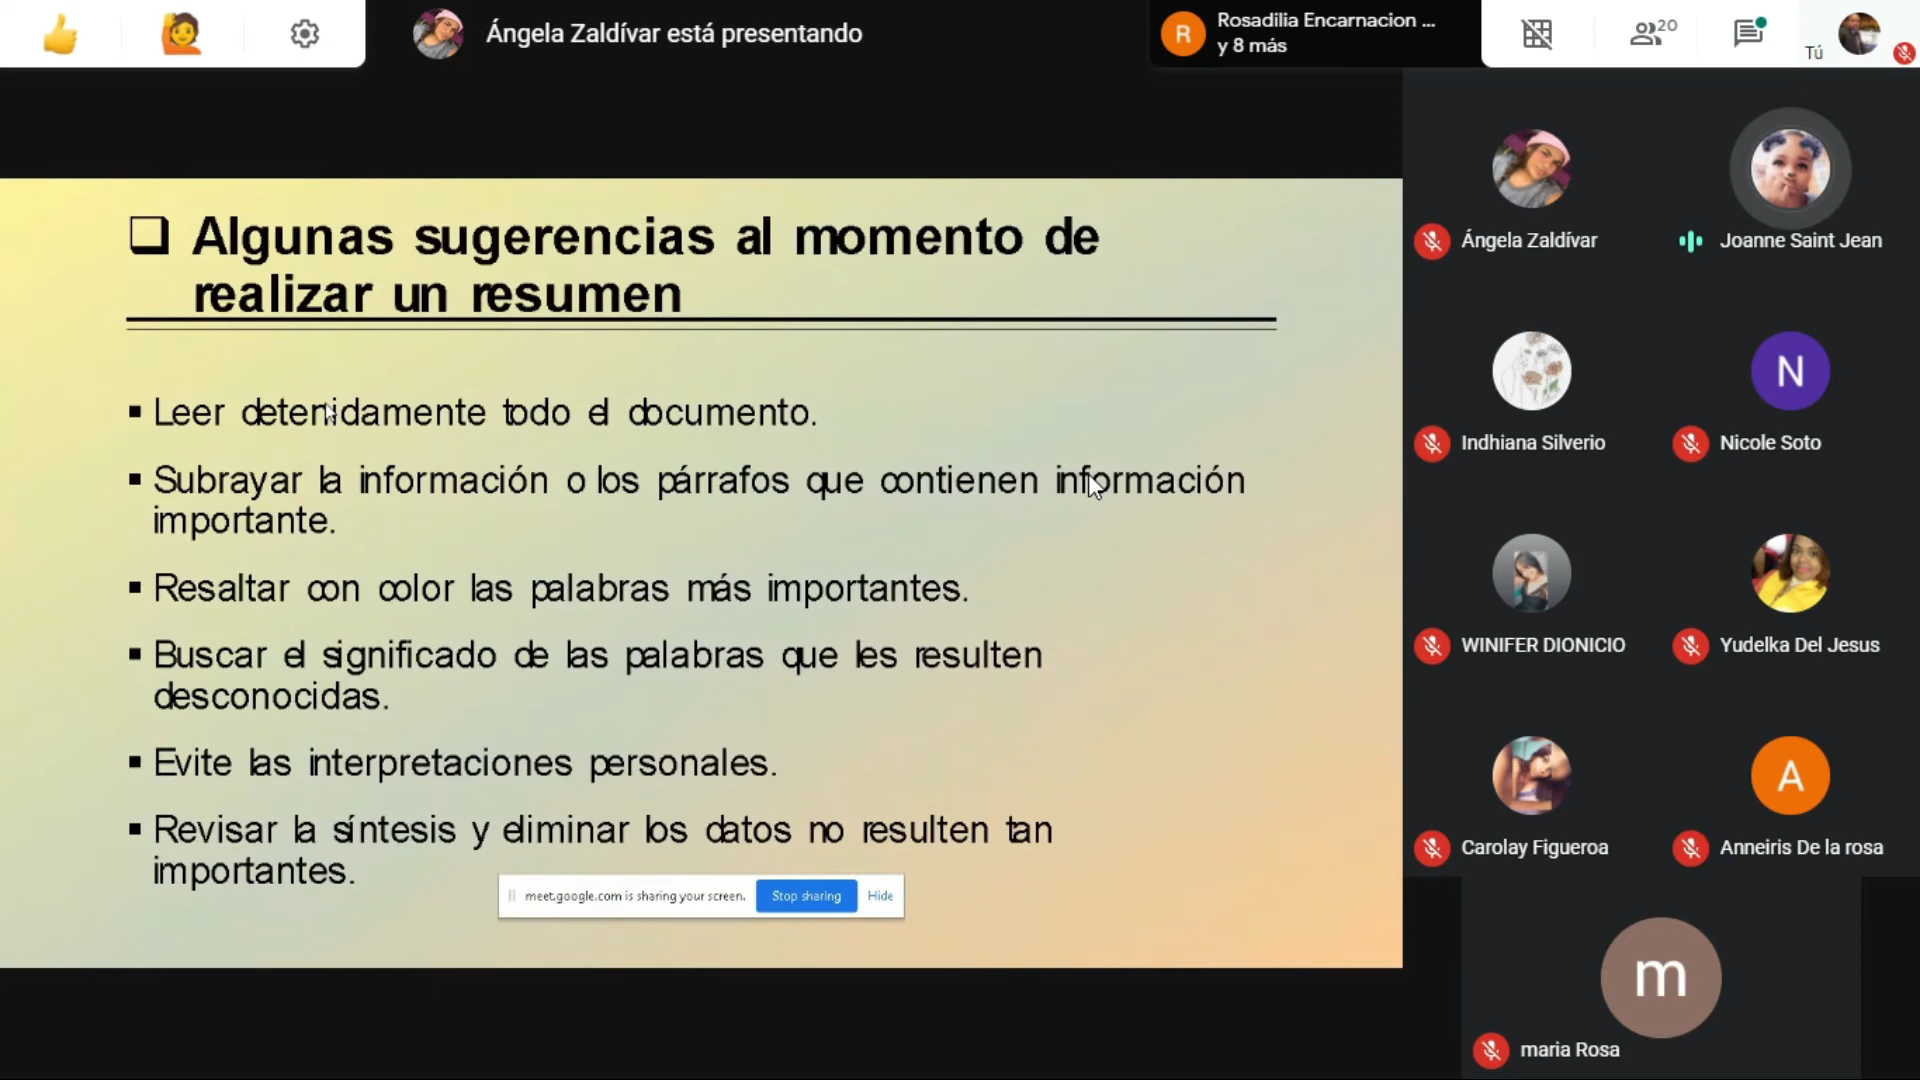 Ángela Zaldívar está presentando
R
Rosadilia Encarnacion ...
y 8 más
20
Tú
❑ Algunas sugerencias al momento de
realizar un resumen
▪ Leer detenidamente todo el documento.
▪ Subrayar la información o los párrafos que contienen información
importante.
▪ Resaltar con color las palabras más importantes.
▪ Buscar el significado de las palabras que les resulten
desconocidas.
▪ Evite las interpretaciones personales.
▪ Revisar la síntesis y eliminar los datos no resulten tan
importantes.
meet.google.com is sharing your screen.
Stop sharing
Hide
Ángela Zaldívar
Joanne Saint Jean
Indhiana Silverio
N
Nicole Soto
WINIFER DIONICIO
Yudelka Del Jesus
Carolay Figueroa
A
Anneiris De la rosa
m
maria Rosa